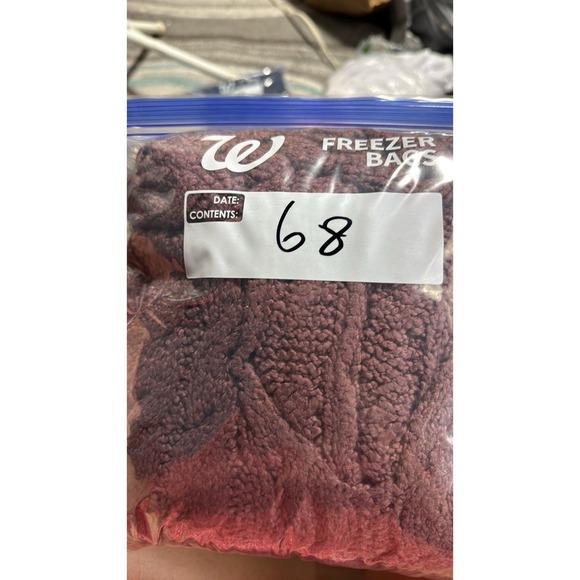 W
FREEZER
BAGS
DATE:
CONTENTS:
68